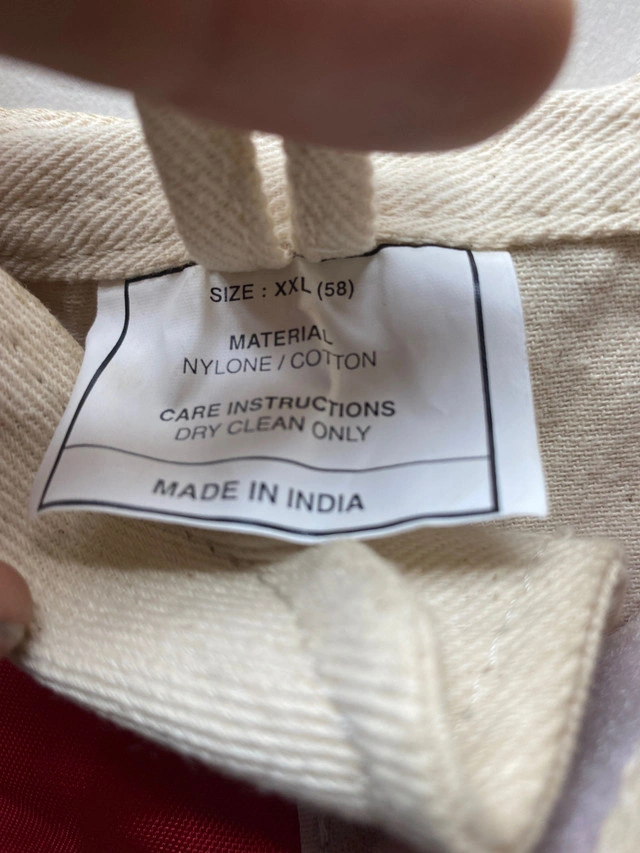 SIZE : XXL (58)
MATERIAL
NYLONE / COTTON
CARE INSTRUCTIONS
DRY CLEAN ONLY
MADE IN INDIA